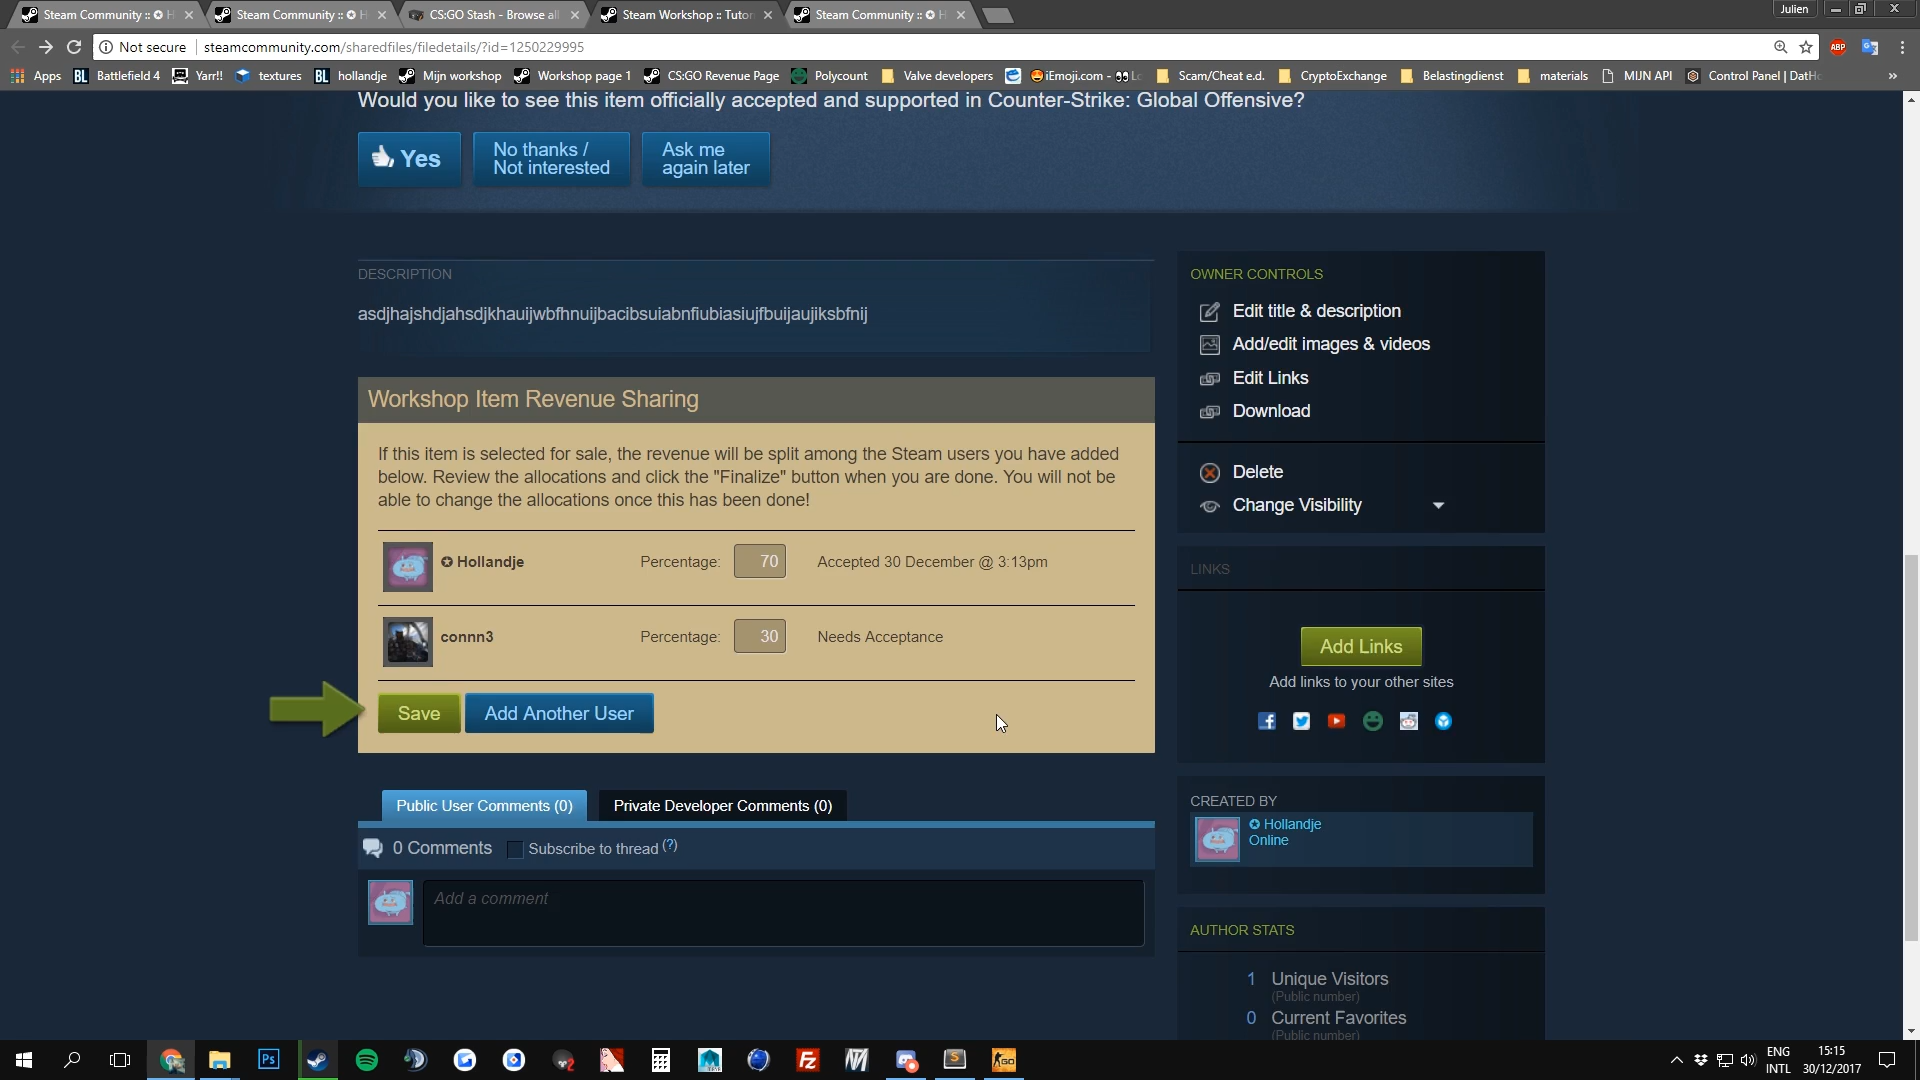 Steam Community :: ✪ H
Steam Community :: ✪ H
CS:GO Stash - Browse all
Steam Workshop :: Tutor
Steam Community :: ✪ H
Julien
Not secure
steamcommunity.com/sharedfiles/filedetails/?id=1250229995
ABP
Apps
BL Battlefield 4
Yarr!!
textures
BL hollandje
Mijn workshop
Workshop page 1
CS:GO Revenue Page
Polycount
Valve developers
iEmoji.com - 👀 Lo
Scam/Cheat e.d.
CryptoExchange
Belastingdienst
materials
MIJN API
Control Panel | DatHo
»
Would you like to see this item officially accepted and supported in Counter-Strike: Global Offensive?
Yes
No thanks /
Not interested
Ask me
again later
DESCRIPTION
asdjhajshdjahsdjkhauijwbfhnuijbacibsuiabnfiubiasiujfbuijaujiksbfnij
Workshop Item Revenue Sharing
If this item is selected for sale, the revenue will be split among the Steam users you have added
below. Review the allocations and click the "Finalize" button when you are done. You will not be
able to change the allocations once this has been done!
✪ Hollandje Percentage: 70 Accepted 30 December @ 3:13pm
connn3 Percentage: 30 Needs Acceptance
Save
Add Another User
Public User Comments (0)
Private Developer Comments (0)
0 Comments
Subscribe to thread (?)
Add a comment
OWNER CONTROLS
Edit title & description
Add/edit images & videos
Edit Links
Download
Delete
Change Visibility
LINKS
Add Links
Add links to your other sites
CREATED BY
✪ Hollandje
Online
AUTHOR STATS
1 Unique Visitors
(Public number)
0 Current Favorites
(Public number)
Ps
Fz
S
GO
ENG
INTL
15:15
30/12/2017